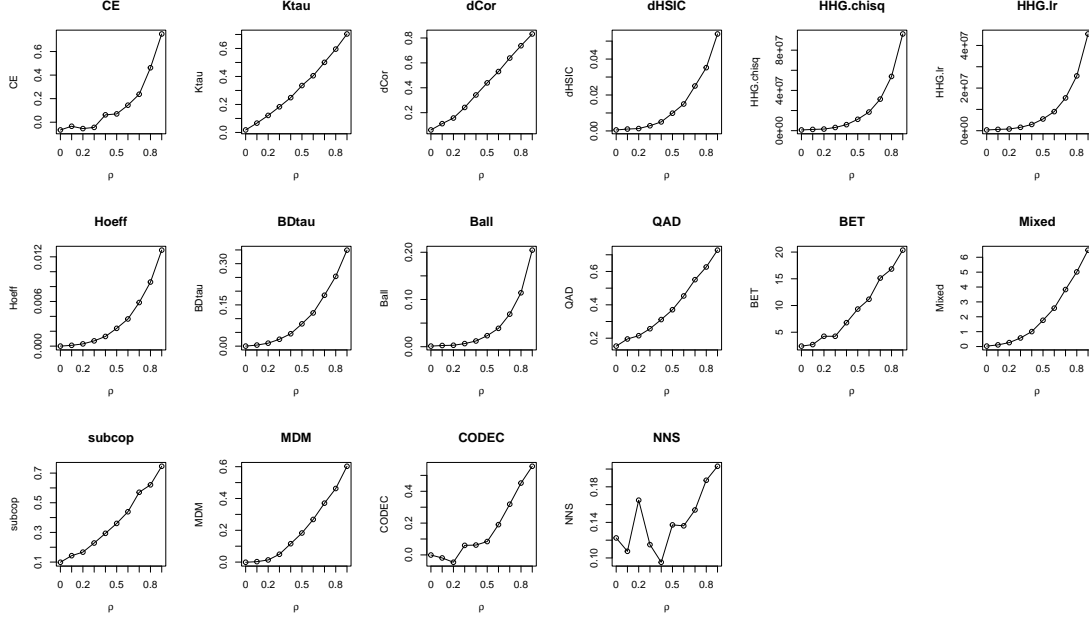 CE
Ktau
dCor
dHSIC
HHG.chisq
HHG.lr
CE
0.0 0.2 0.4 0.6
0 0.2 0.5 0.8
ρ
Ktau
0.0 0.2 0.4 0.6
0 0.2 0.5 0.8
ρ
dCor
0.2 0.4 0.6 0.8
0 0.2 0.5 0.8
ρ
dHSIC
0.00 0.02 0.04
0 0.2 0.5 0.8
ρ
HHG.chisq
0e+00 4e+07 8e+07
0 0.2 0.5 0.8
ρ
HHG.lr
0e+00 2e+07 4e+07
0 0.2 0.5 0.8
ρ
Hoeff
BDtau
Ball
QAD
BET
Mixed
Hoeff
0.000 0.006 0.012
0 0.2 0.5 0.8
ρ
BDtau
0.00 0.15 0.30
0 0.2 0.5 0.8
ρ
Ball
0.00 0.10 0.20
0 0.2 0.5 0.8
ρ
QAD
0.2 0.4 0.6
0 0.2 0.5 0.8
ρ
BET
5 10 15 20
0 0.2 0.5 0.8
ρ
Mixed
0 1 2 3 4 5 6
0 0.2 0.5 0.8
ρ
subcop
MDM
CODEC
NNS
subcop
0.1 0.3 0.5 0.7
0 0.2 0.5 0.8
ρ
MDM
0.0 0.2 0.4 0.6
0 0.2 0.5 0.8
ρ
CODEC
0.0 0.2 0.4
0 0.2 0.5 0.8
ρ
NNS
0.10 0.14 0.18
0 0.2 0.5 0.8
ρ